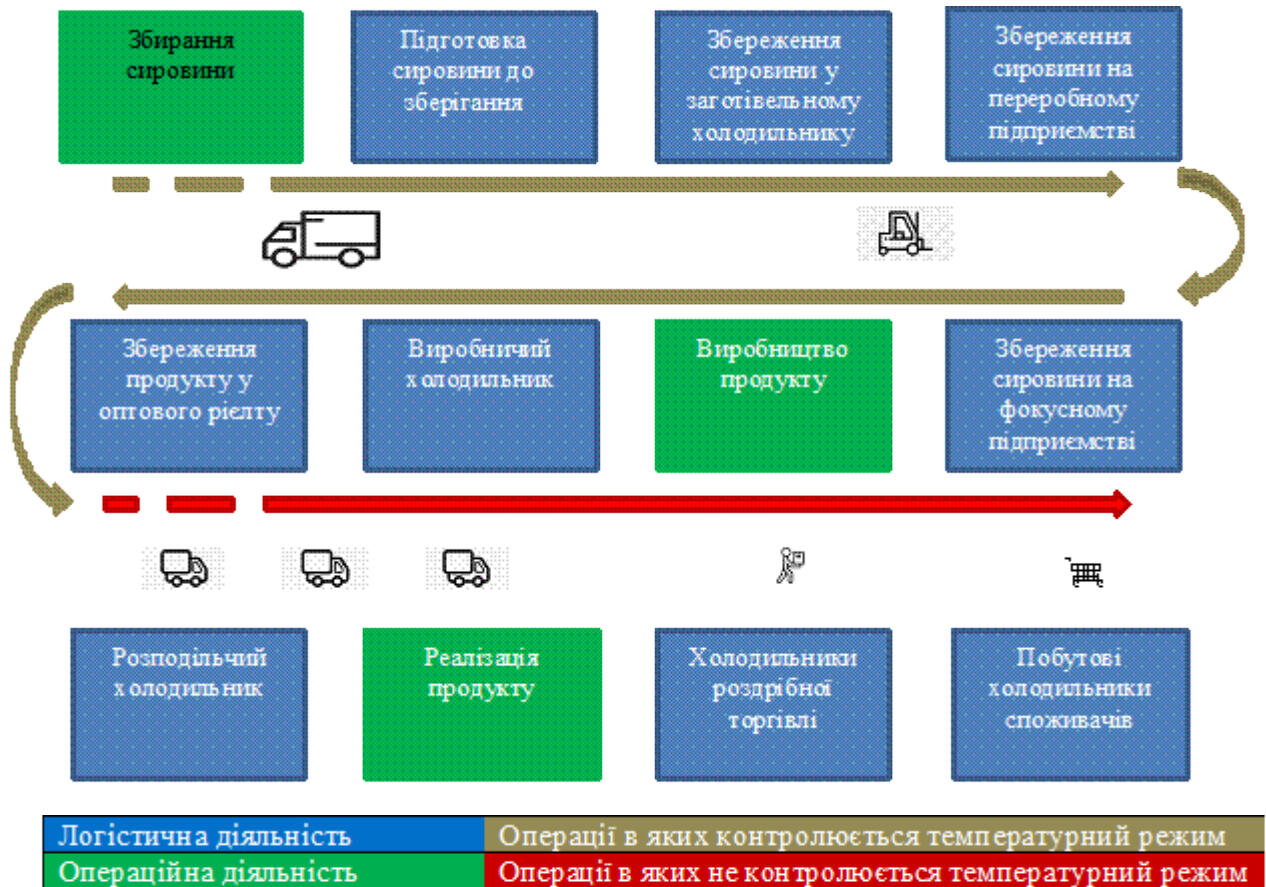 Збирання
сировини
Підготовка
сировини до
зберігання
Збереження
сировини у
заготівельному
холодильнику
Збереження
сировини на
переробному
підприємстві
Збереження
продукту у
оптового рієлту
Виробничий
холодильник
Виробництво
продукту
Збереження
сировини на
фокусному
підприємстві
Розподільчий
холодильник
Реалізація
продукту
Холодильники
роздрібної
торгівлі
Побутові
холодильники
споживачів
Логістична діяльність
Операції в яких контролюється температурний режим
Операційна діяльність
Операції в яких не контролюється температурний режим